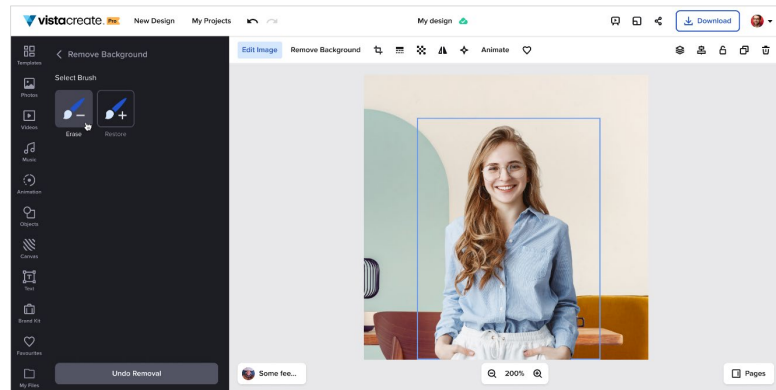 vistacreate. Pro New Design My Projects My design Download
Templates
Photos
Videos
Music
Animation
Objects
Canvas
Text
Brand Kit
Favourites
My Files
Remove Background
Select Brush
Erase Restore
Undo Removal
Edit Image Remove Background Animate
T
Some fee... 200% Pages